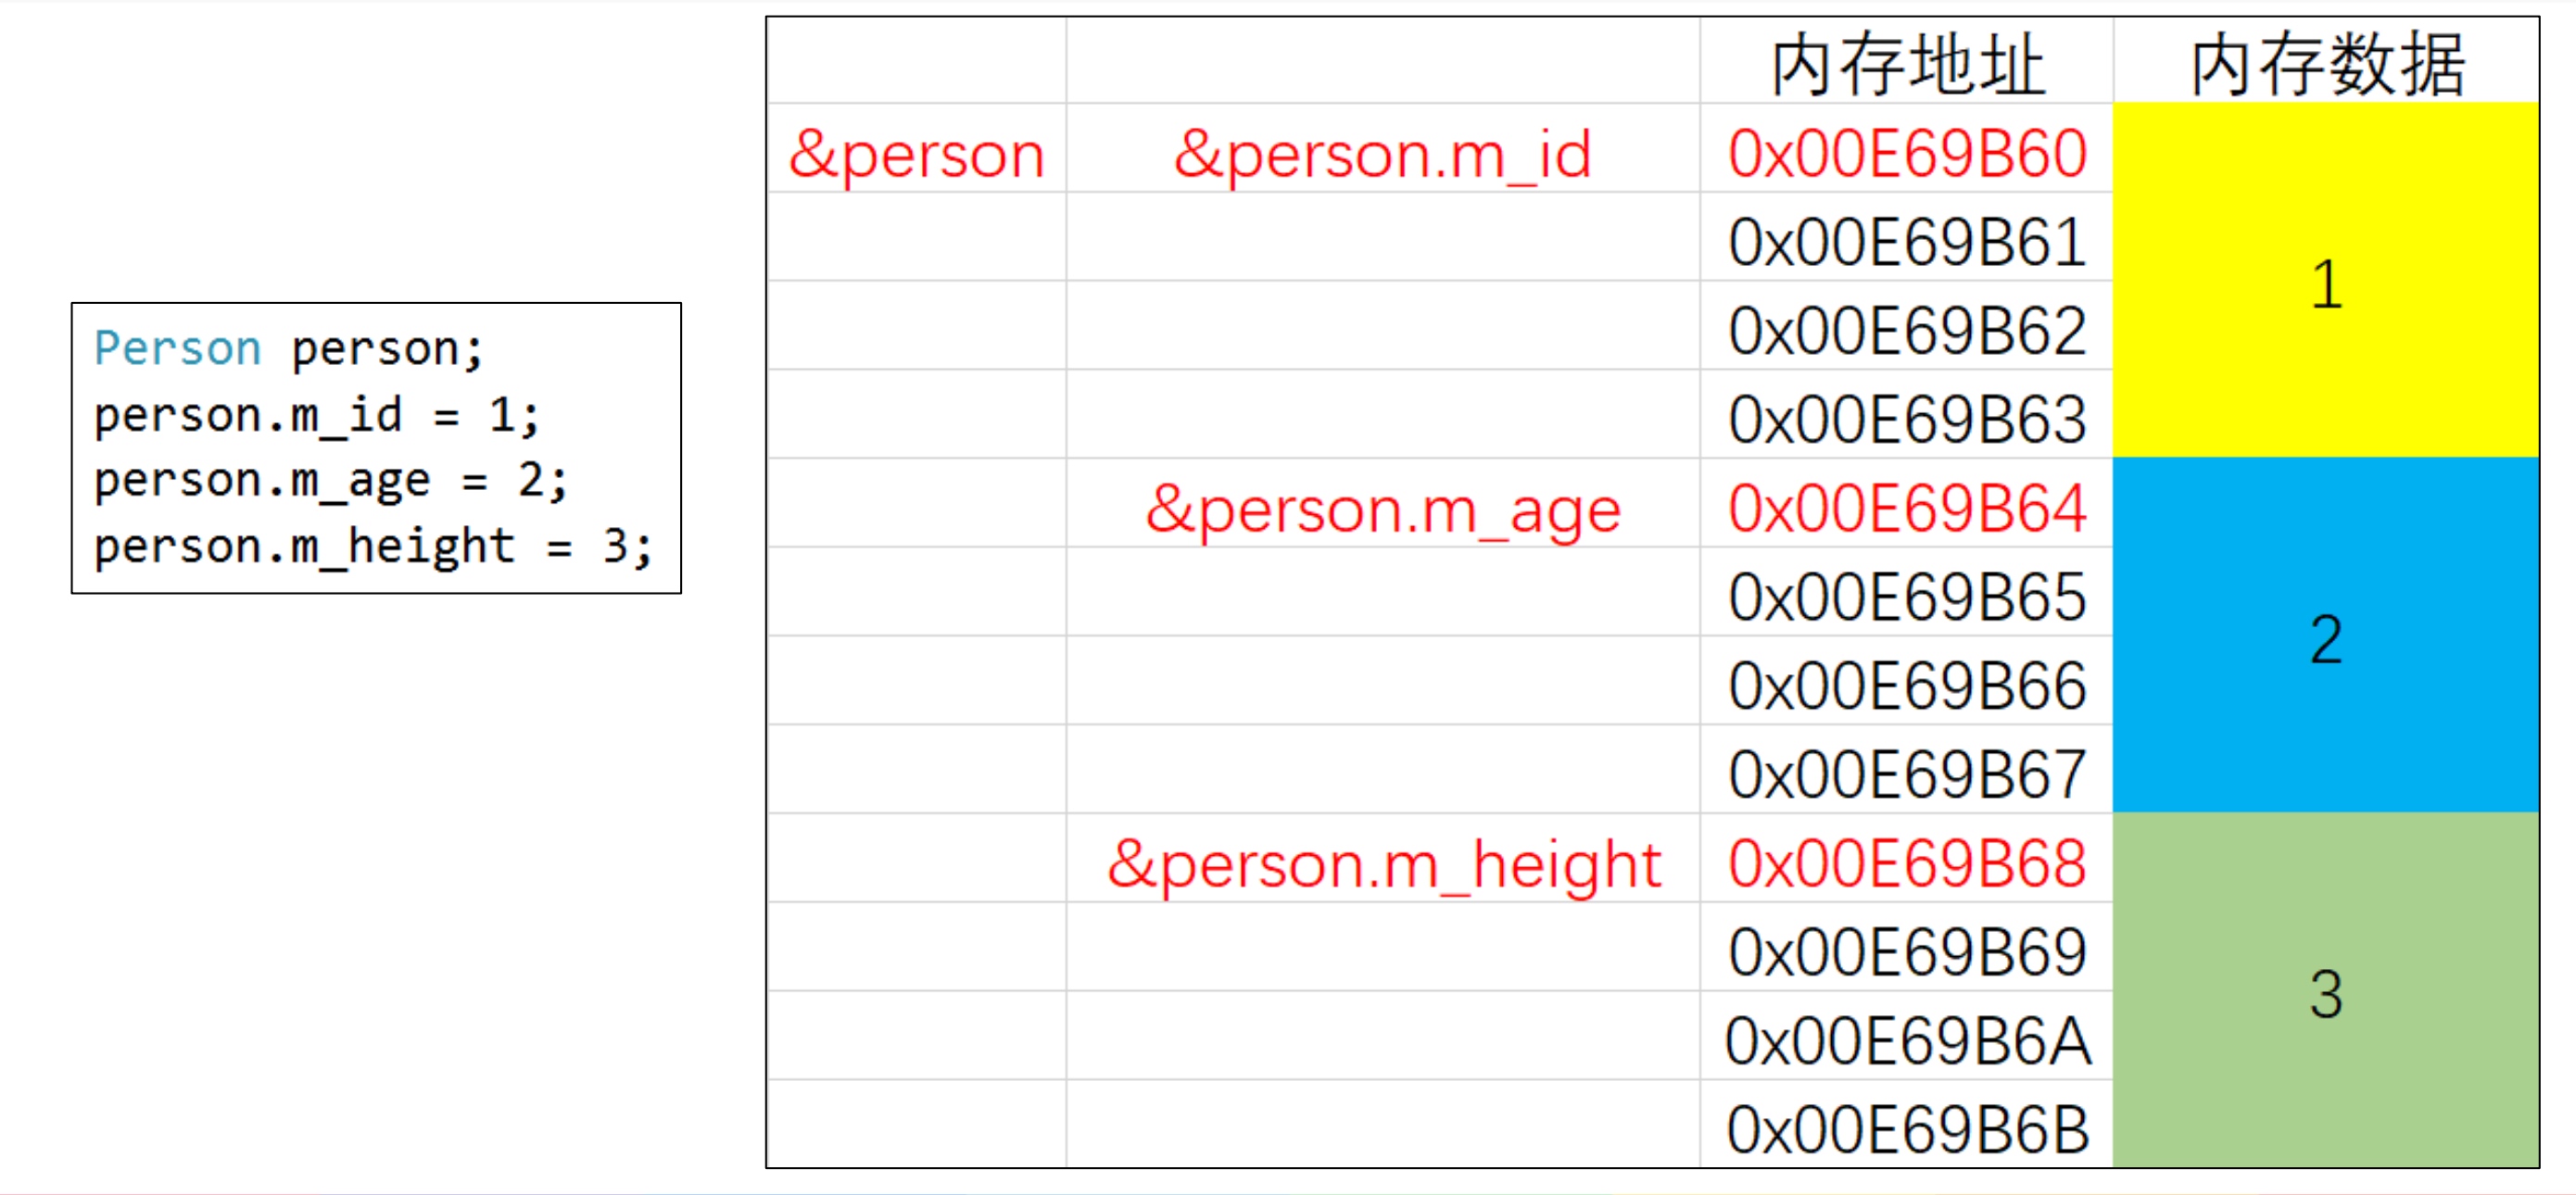 Person person;
person.m_id = 1;
person.m_age = 2;
person.m_height = 3;
内存地址 内存数据
&person &person.m_id 0x00E69B60
0x00E69B61
1
0x00E69B62
0x00E69B63
&person.m_age 0x00E69B64
0x00E69B65
2
0x00E69B66
0x00E69B67
&person.m_height 0x00E69B68
0x00E69B69
3
0x00E69B6A
0x00E69B6B